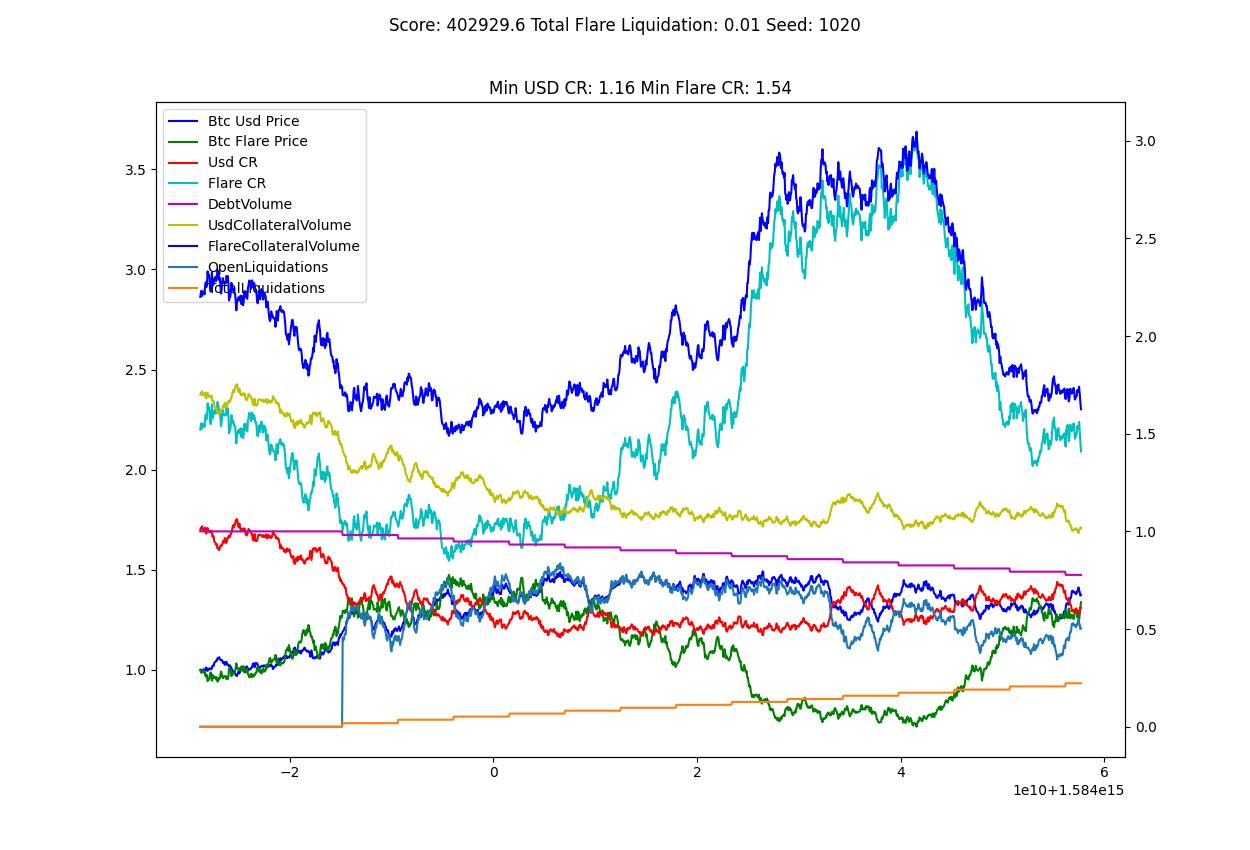 Score: 402929.6 Total Flare Liquidation: 0.01 Seed: 1020
Min USD CR: 1.16 Min Flare CR: 1.54
Btc Usd Price
Btc Flare Price
Usd CR
Flare CR
DebtVolume
UsdCollateralVolume
FlareCollateralVolume
OpenLiquidations
TotalLiquidations
3.5
3.0
2.5
2.0
1.5
1.0
3.0
2.5
2.0
1.5
1.0
0.5
0.0
−2
0
2
4
6
1e10+1.584e15